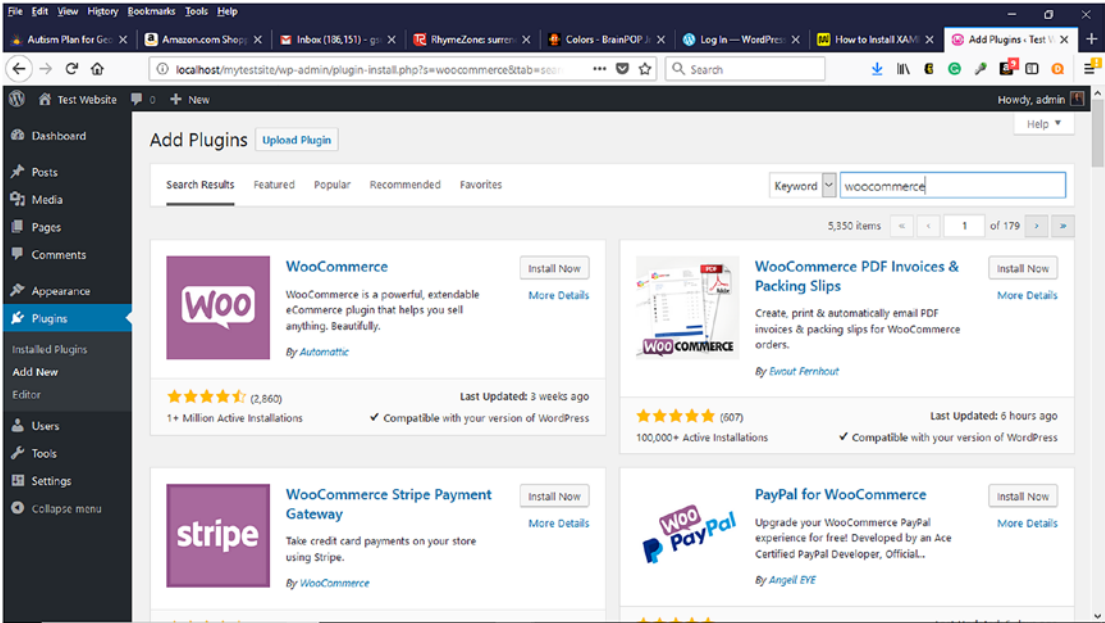 File Edit View History Bookmarks Tools Help
Autism Plan for Geo
Amazon.com Shopp
Inbox (186,151) - gs
RhymeZone: surren
Colors - BrainPOP J
Log In — WordPress
How to Install XAM
Add Plugins ‹ Test W
localhost/mytestsite/wp-admin/plugin-install.php?s=woocommerce&tab=sear
Search
Test Website 0 + New
Howdy, admin
Help
Dashboard
Posts
Media
Pages
Comments
Appearance
Plugins
Installed Plugins
Add New
Editor
Users
Tools
Settings
Collapse menu
Add Plugins Upload Plugin
Search Results Featured Popular Recommended Favorites
Keyword woocommerce
5,350 items « ‹ 1 of 179 › »
WOO
WooCommerce
Install Now
More Details
WooCommerce is a powerful, extendable
eCommerce plugin that helps you sell
anything. Beautifully.
By Automattic
(2,860)
Last Updated: 3 weeks ago
1+ Million Active Installations
✔ Compatible with your version of WordPress
PDF
Adobe
WOO COMMERCE
WooCommerce PDF Invoices &
Packing Slips
Install Now
More Details
Create, print & automatically email PDF
invoices & packing slips for WooCommerce
orders.
By Ewout Fernhout
(607)
Last Updated: 6 hours ago
100,000+ Active Installations
✔ Compatible with your version of WordPress
stripe
WooCommerce Stripe Payment
Gateway
Install Now
More Details
Take credit card payments on your store
using Stripe.
By WooCommerce
WOO
PayPal
PayPal for WooCommerce
Install Now
More Details
Upgrade your WooCommerce PayPal
experience for free! Developed by an Ace
Certified PayPal Developer, Official...
By Angell EYE